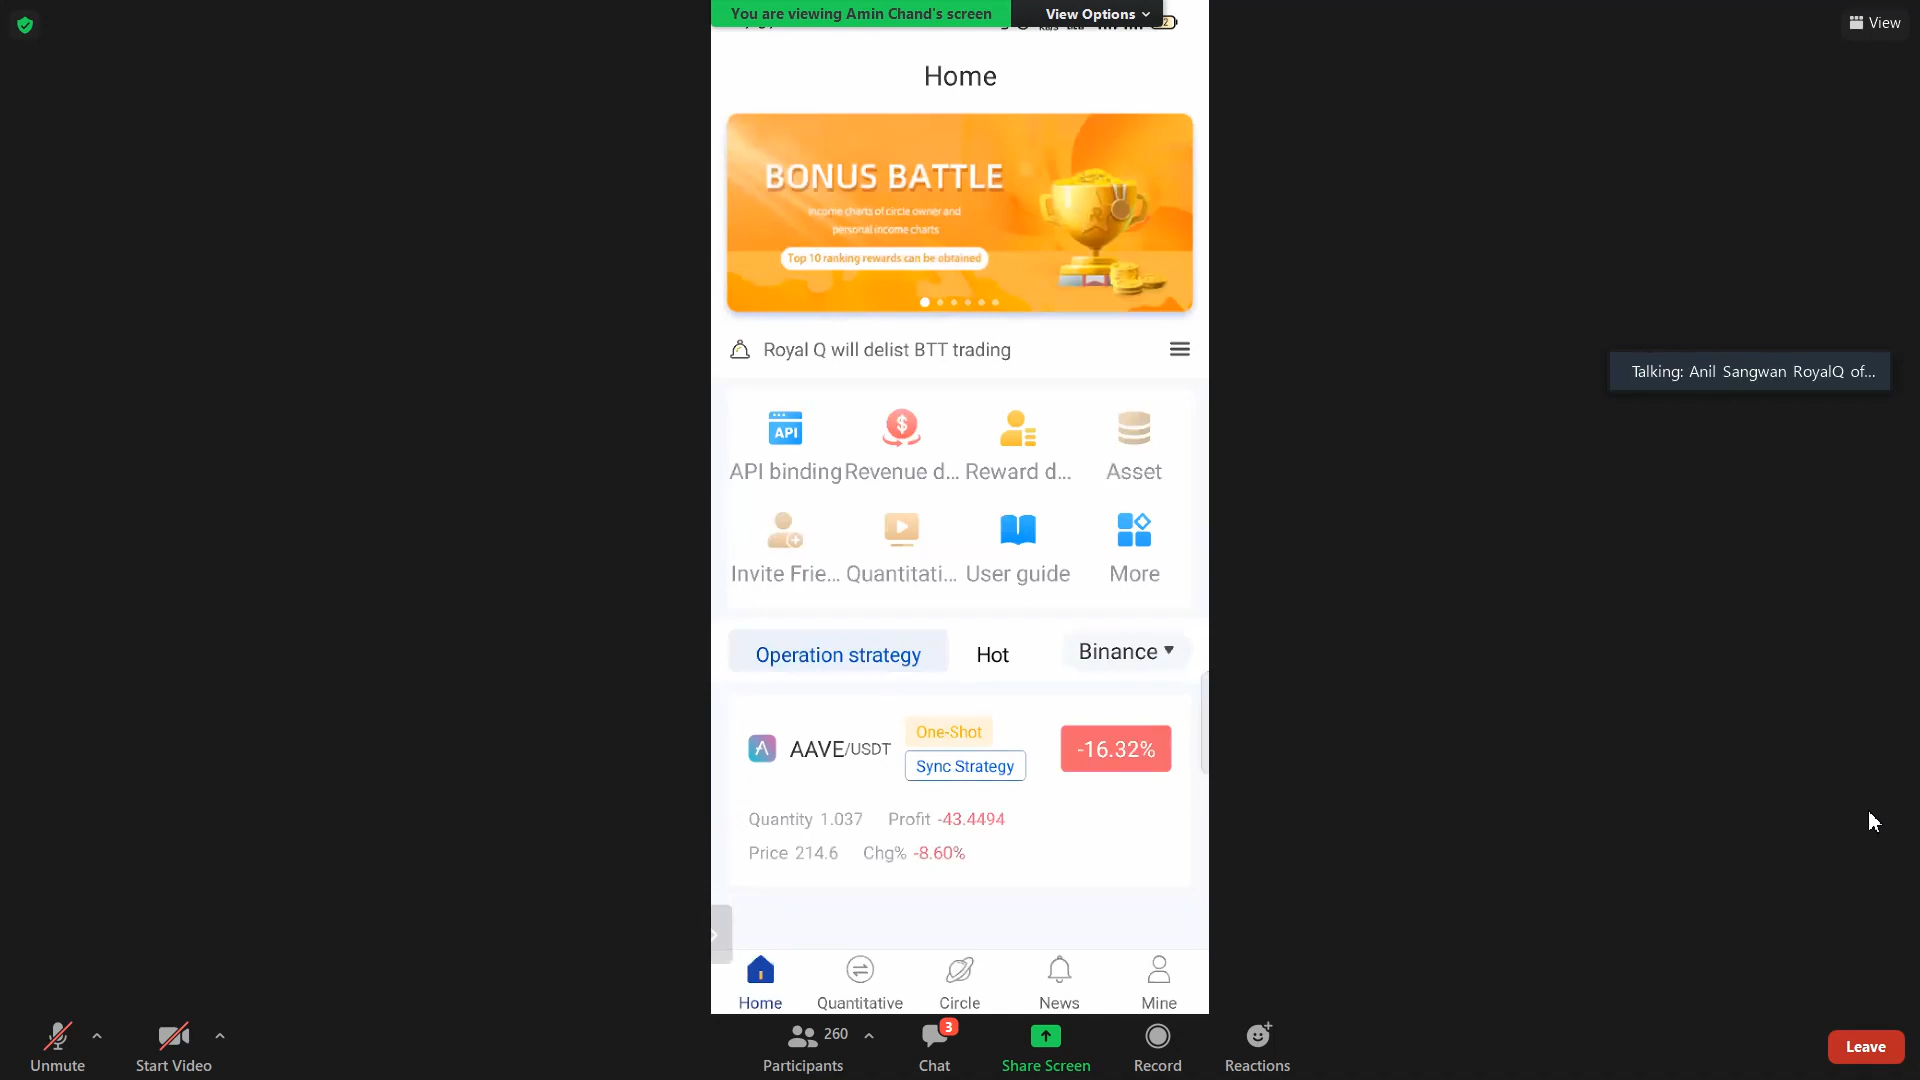 You are viewing Amin Chand's screen
View Options
View
Home
BONUS BATTLE
Income charts of circle owner and
personal income charts
Top 10 ranking rewards can be obtained
Royal Q will delist BTT trading
Talking: Anil Sangwan RoyalQ of...
API
API binding Revenue d... Reward d... Asset
Invite Frie... Quantitati... User guide More
Operation strategy Hot Binance
One-Shot
AAVE/USDT
-16.32%
Sync Strategy
Quantity 1.037 Profit -43.4494
Price 214.6 Chg% -8.60%
Home Quantitative Circle News Mine
260
3
Unmute Start Video Participants Chat Share Screen Record Reactions
Leave